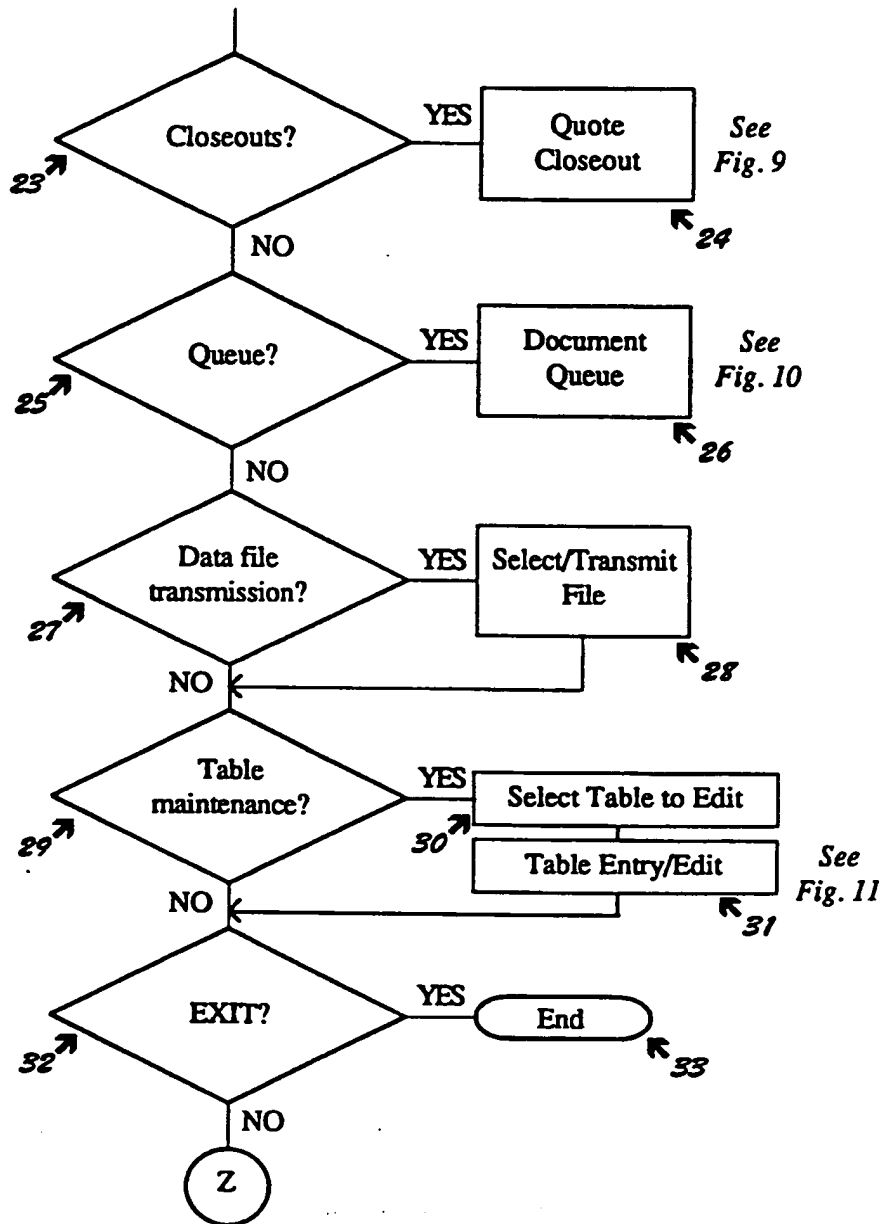 Closeouts?
YES
Quote
Closeout
See
Fig. 9
23
24
NO
Queue?
YES
Document
Queue
See
Fig. 10
25
26
NO
Data file
transmission?
YES
Select/Transmit
File
27
28
NO
Table
maintenance?
YES
Select Table to Edit
29
30
Table Entry/Edit
See
Fig. 11
31
NO
EXIT?
YES
End
32
33
NO
Z